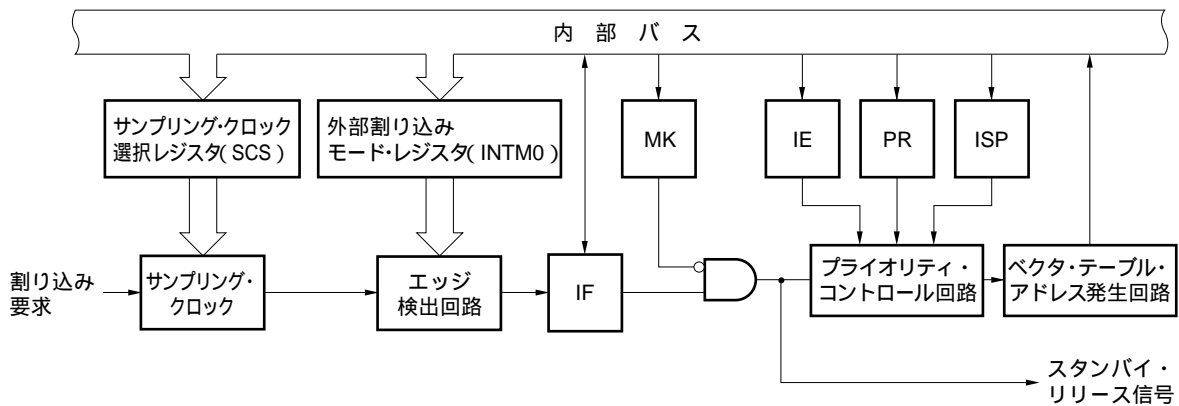 内 部 バ ス
サンプリング・クロック
選択レジスタ(SCS)
外部割り込み
モード・レジスタ(INTM0)
MK
IE
PR
ISP
割り込み
要求
サンプリング・
クロック
エッジ
検出回路
IF
プライオリティ・
コントロール回路
ベクタ・テーブル・
アドレス発生回路
スタンバイ・
リリース信号